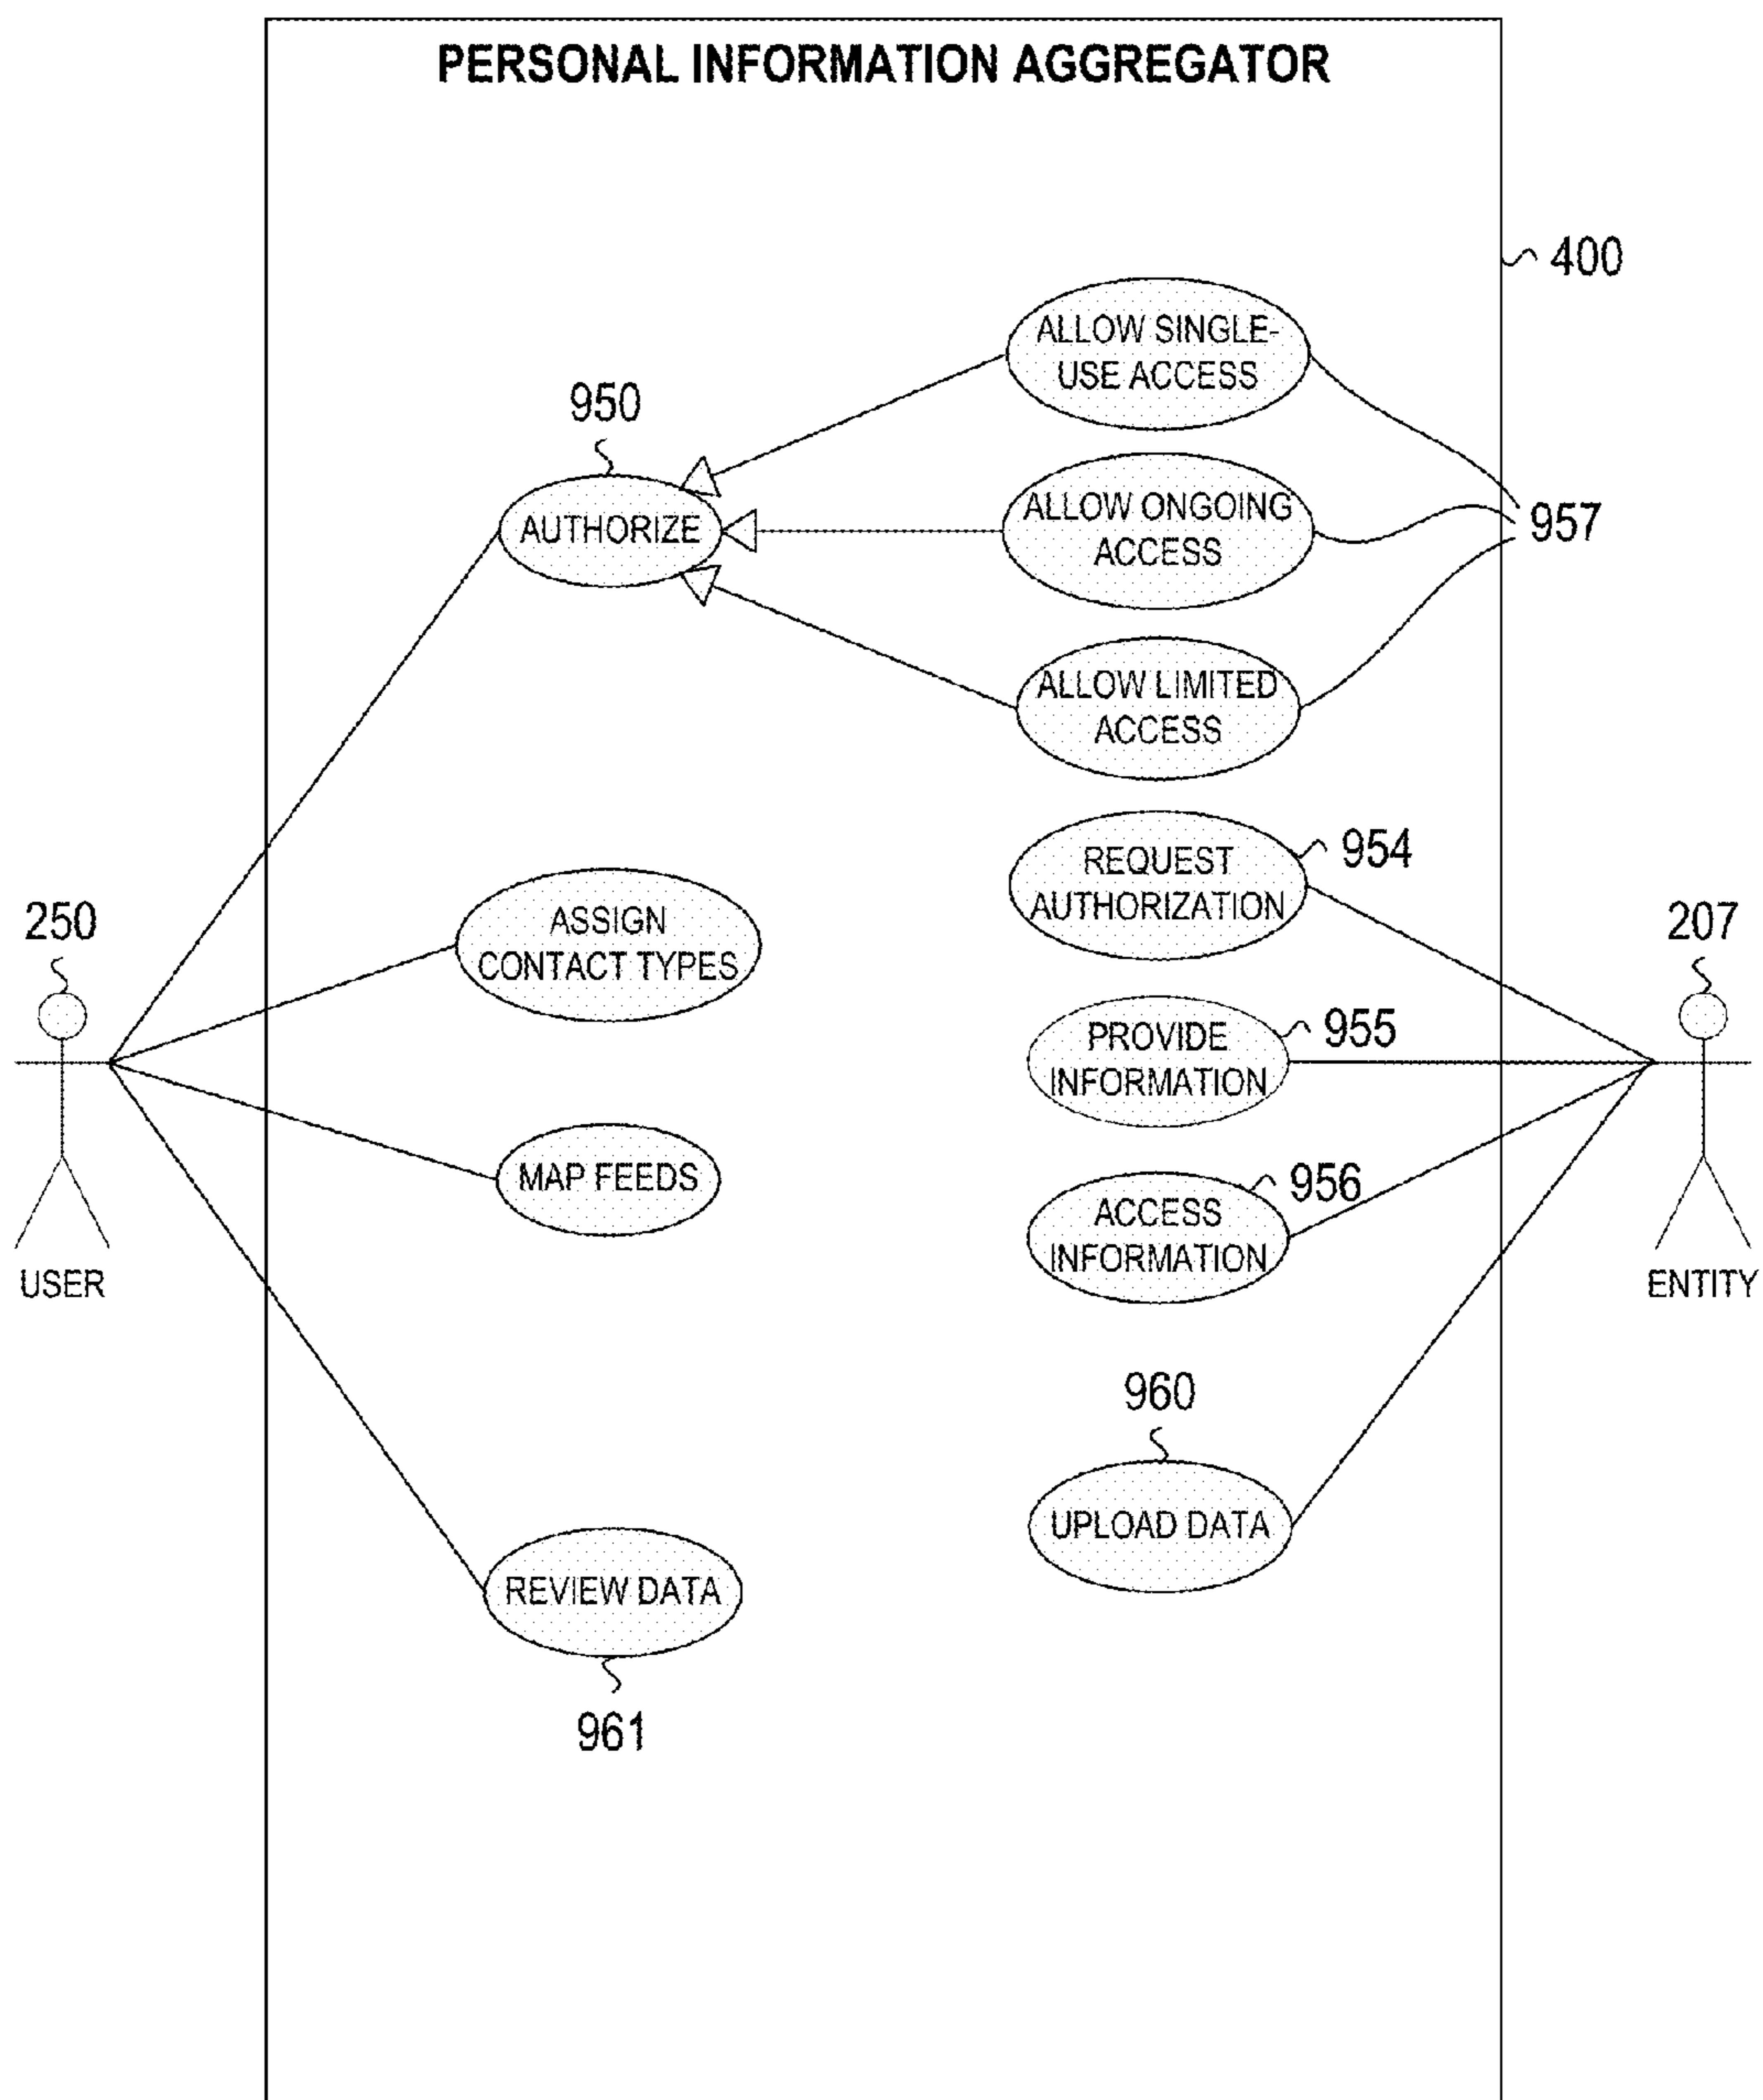 PERSONAL INFORMATION AGGREGATOR
400
ALLOW SINGLE-
USE ACCESS
950
AUTHORIZE
ALLOW ONGOING
ACCESS
957
ALLOW LIMITED
ACCESS
REQUEST
AUTHORIZATION
954
250
ASSIGN
CONTACT TYPES
207
PROVIDE
INFORMATION
955
MAP FEEDS
ACCESS
INFORMATION
956
USER
ENTITY
960
UPLOAD DATA
REVIEW DATA
961